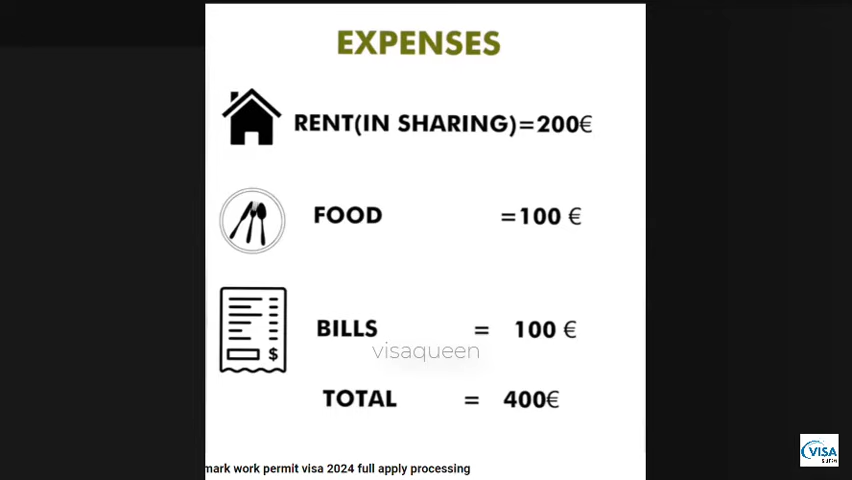 EXPENSES
RENT(IN SHARING)=200€
FOOD =100 €
BILLS = 100 €
$
visaqueen
TOTAL = 400€
mark work permit visa 2024 full apply processing
VISA